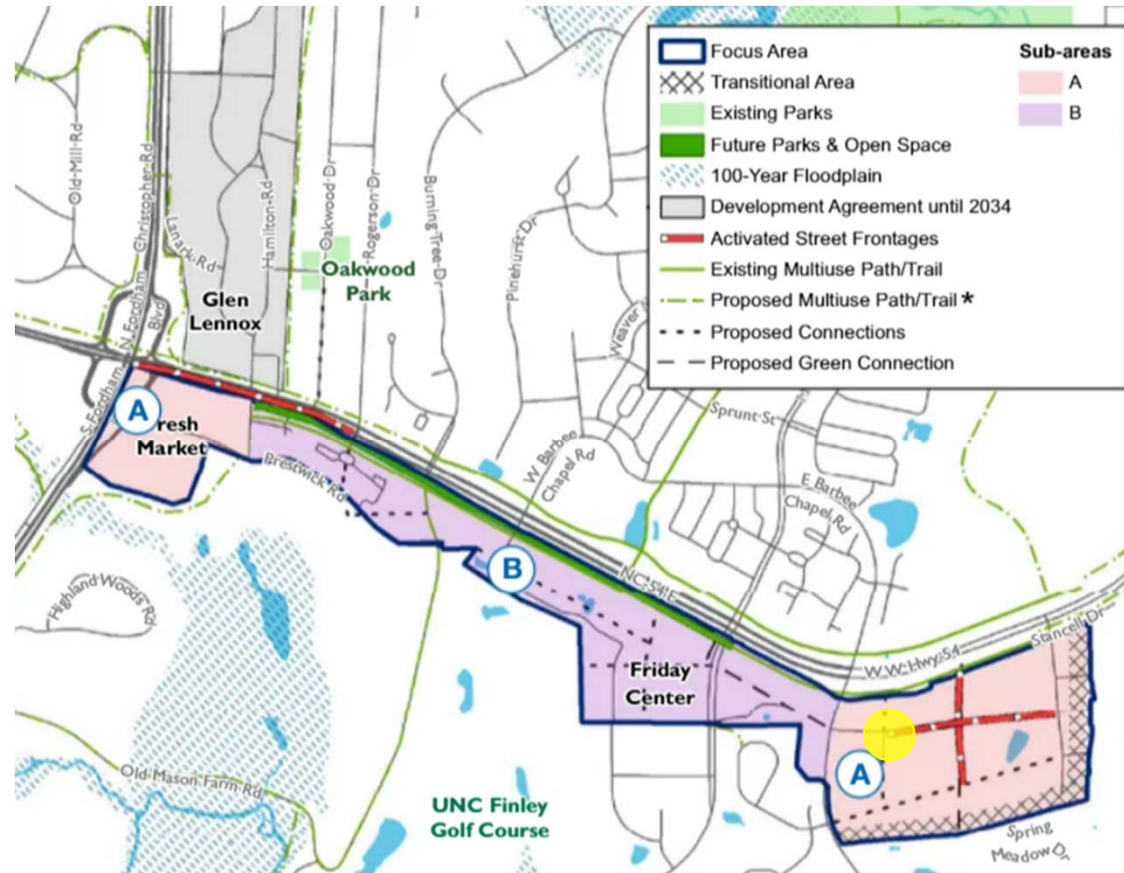 Focus Area
Transitional Area
Existing Parks
Future Parks & Open Space
100-Year Floodplain
Development Agreement until 2034
Activated Street Frontages
Existing Multiuse Path/Trail
Proposed Multiuse Path/Trail *
Proposed Connections
Proposed Green Connection
Sub-areas
A
B
Old-Mill-Rd
Christopher-Rd
N Fordham
Blvd
S Fordham
Lanark-Rd
Hamilton-Rd
Oakwood-Dr
Rogerson-Dr
Burning-Tree-Dr
Pinehurst-Dr
Weaver
Glen
Lennox
Oakwood
Park
A
resh
Market
Prestwick Rd
W Barbee
Chapel Rd
Sprunt-St
E Barbee
Chapel Rd
B
NC-54-E
Highland-Woods-Rd
Friday
Center
W W Hwy-54
Stancell Dr
A
Old-Mason-Farm-Rd
UNC Finley
Golf Course
Spring
Meadow Dr